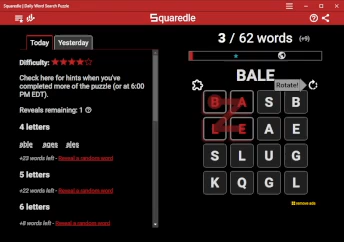 Squaredle | Daily Word Search Puzzle
Squaredle
Today Yesterday
3 / 62 words (+9)
Difficulty: ★★★★☆
Check here for hints when you've
completed more of the puzzle (or at 6:00
PM EDT).
Reveals remaining: 1
BALE
Rotate!
4 letters
able
+23 words left - Reveal a random word
5 letters
+22 words left - Reveal a random word
6 letters
+8 words left - Reveal a random word
B A S B
L E A E
S L U G
K Q G L
remove ads